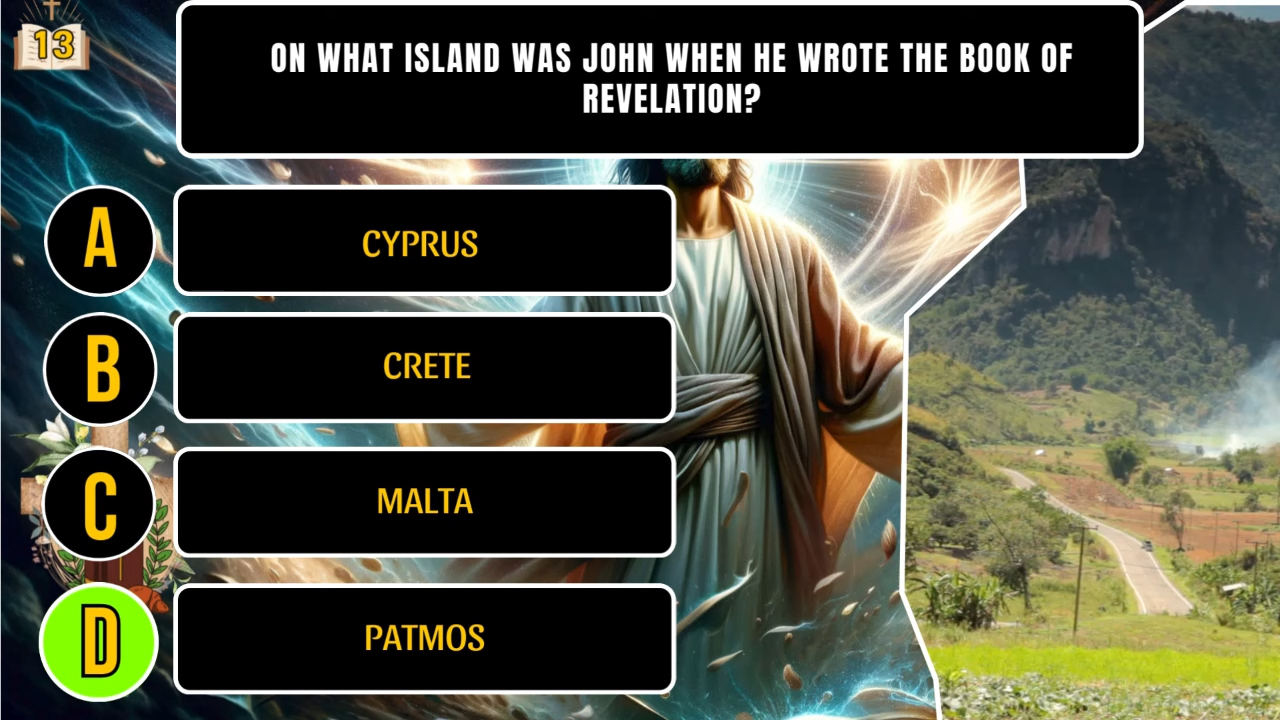 13
ON WHAT ISLAND WAS JOHN WHEN HE WROTE THE BOOK OF
REVELATION?
A
CYPRUS
B
CRETE
C
MALTA
D
PATMOS